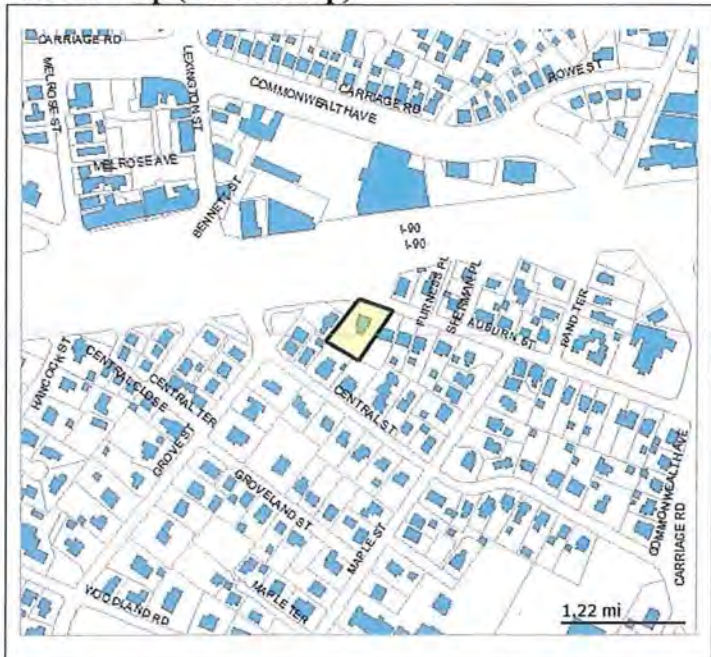 CARRIAGE RD
MELROSE ST
LEXINGTON ST
COMMONWEALTH AVE
CARRIAGE RD
ROWE ST
MELROSE AVE
BENNETT ST
I-90
I-90
FURNESS PL
SHERMAN PL
AUBURN ST
RAND TER
HANCOCK ST
CENTRAL CLOSE
CENTRAL TER
GROVE ST
CENTRAL ST
GROVELAND ST
MAPLE ST
COMMONWEALTH AVE
CARRIAGE RD
WOODLAND RD
MAPLE TER
1.22 mi